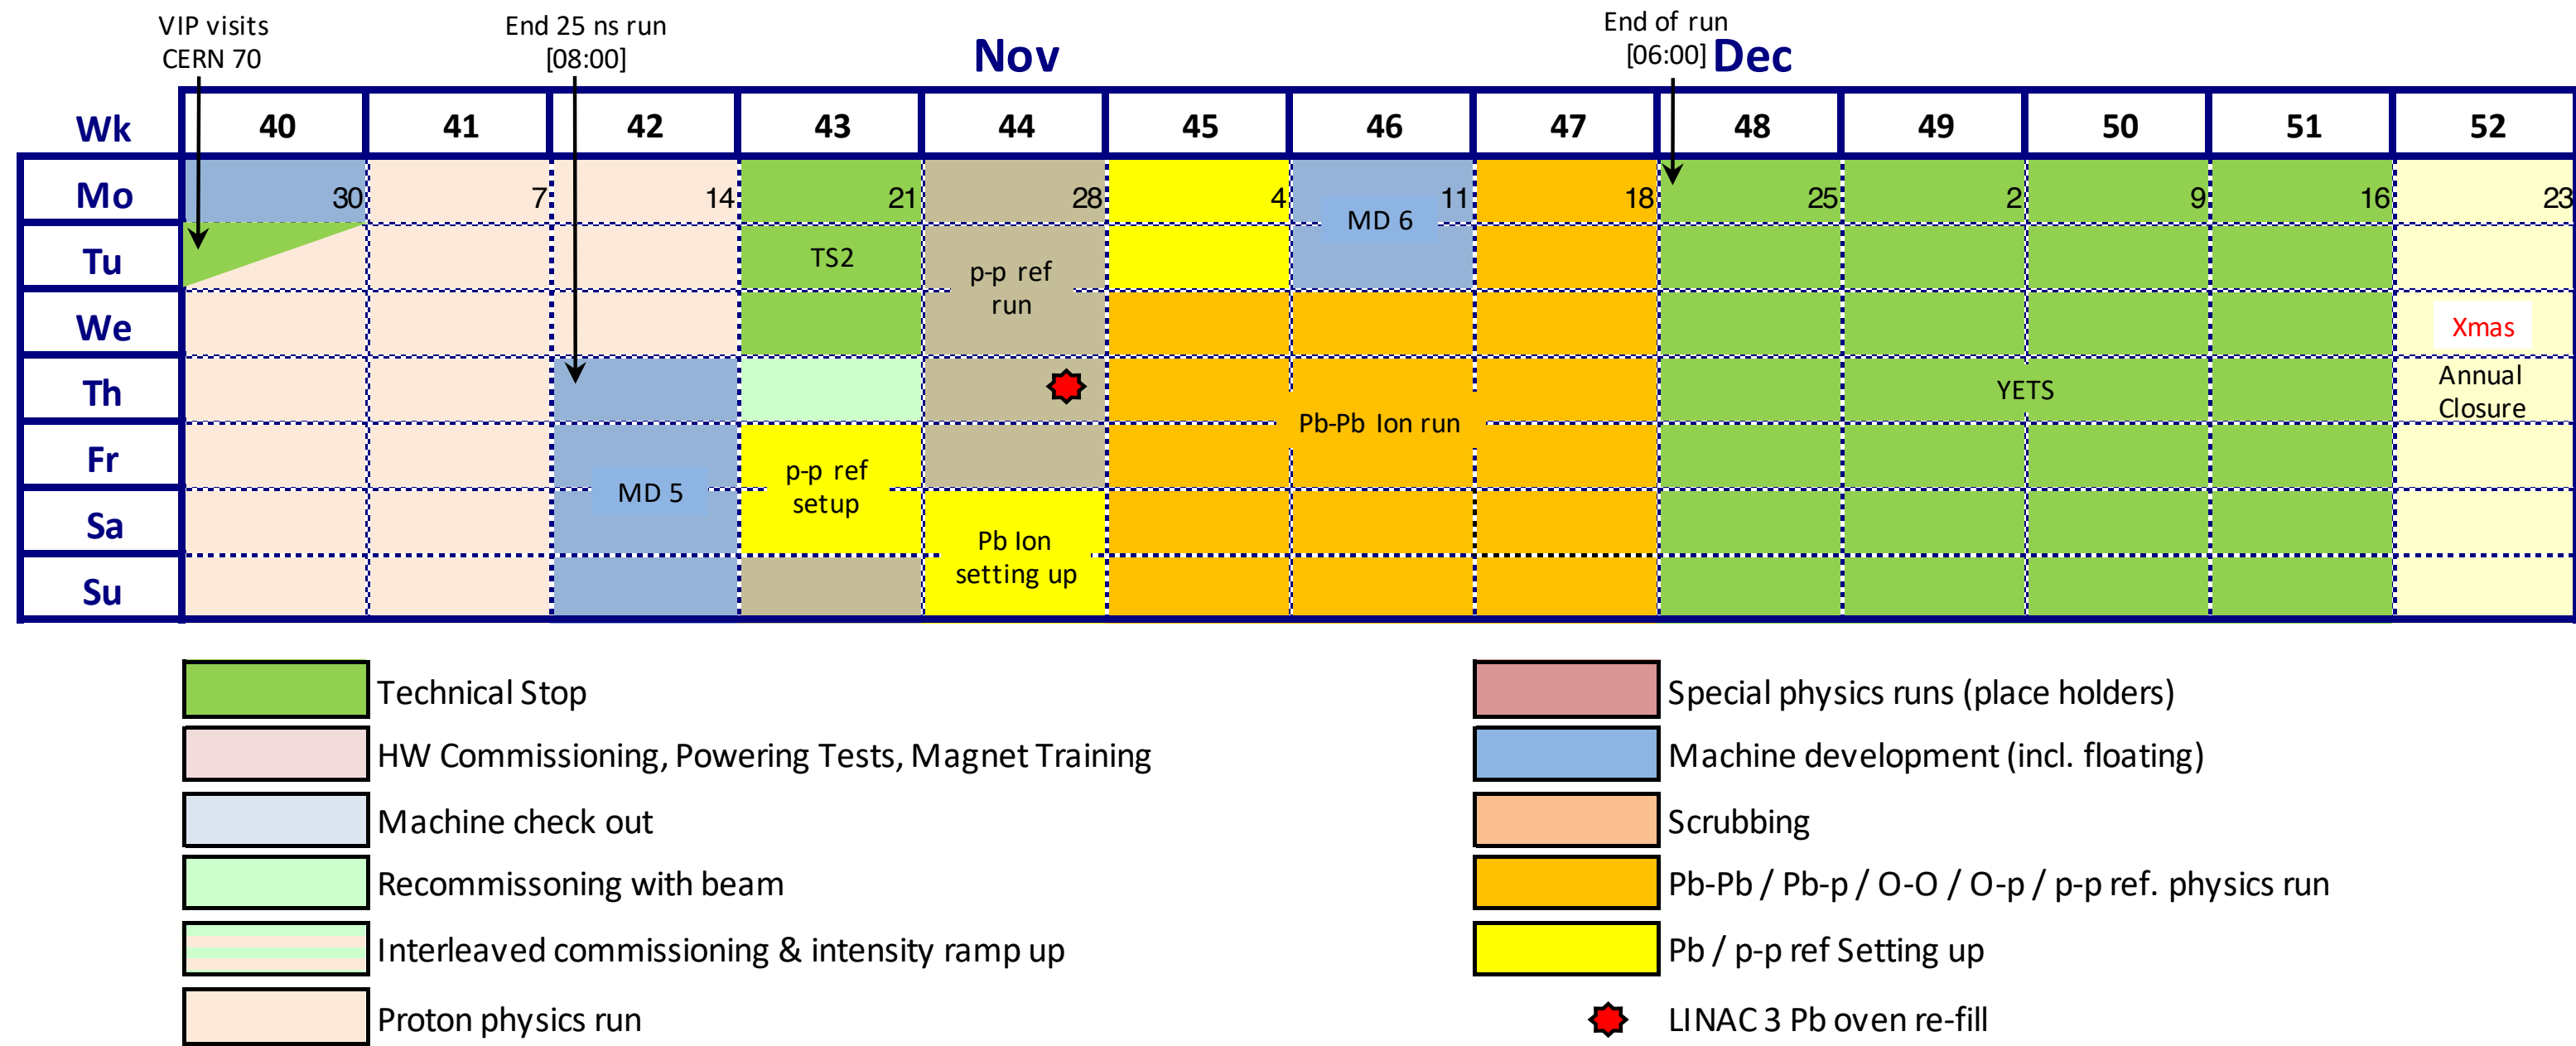 VIP visits
CERN 70
End 25 ns run
[08:00]
Nov
End of run
[06:00]
Dec
Wk 40 41 42 43 44 45 46 47 48 49 50 51 52
Mo 30 7 14 21 28 4 11 18 25 2 9 16 23
MD 6
Tu TS2
p-p ref
run
We Xmas
Th YETS
Annual
Closure
Pb-Pb Ion run
Fr
p-p ref
setup
MD 5
Sa
Pb Ion
setting up
Su
Technical Stop
HW Commissioning, Powering Tests, Magnet Training
Machine check out
Recommissoning with beam
Interleaved commissioning & intensity ramp up
Proton physics run
Special physics runs (place holders)
Machine development (incl. floating)
Scrubbing
Pb-Pb / Pb-p / O-O / O-p / p-p ref. physics run
Pb / p-p ref Setting up
LINAC 3 Pb oven re-fill